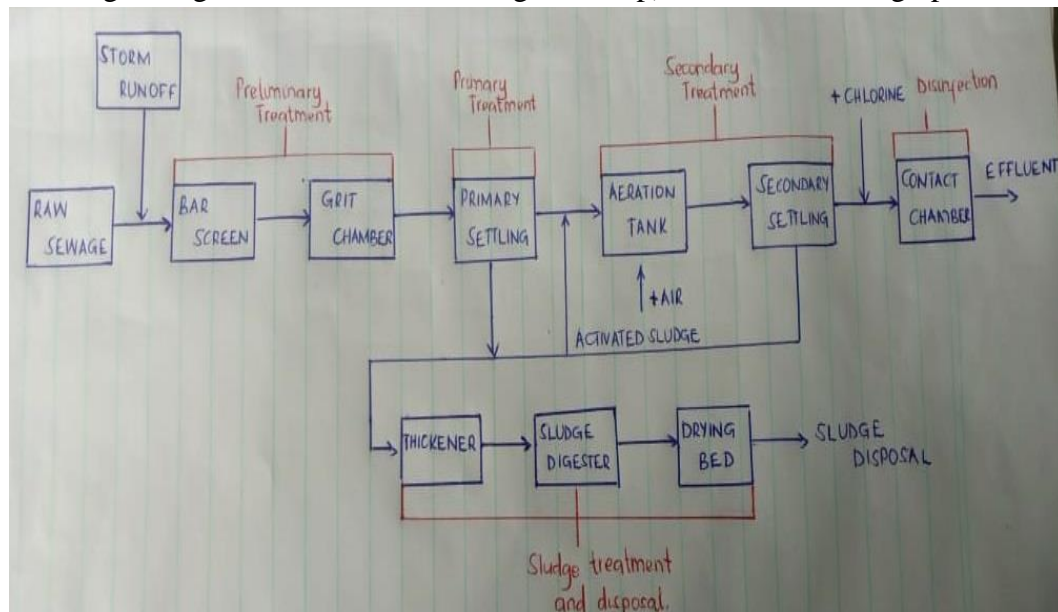 STORM
RUNOFF
Preliminary
Treatment
Primary
Treatment
Secondary
Treatment
+ CHLORINE
Disinfection
RAW
SEWAGE
BAR
SCREEN
GRIT
CHAMBER
PRIMARY
SETTLING
AERATION
TANK
SECONDARY
SETTLING
CONTACT
CHAMBER
EFFLUENT
+AIR
ACTIVATED SLUDGE
THICKENER
SLUDGE
DIGESTER
DRYING
BED
SLUDGE
DISPOSAL
Sludge treatment
and disposal.